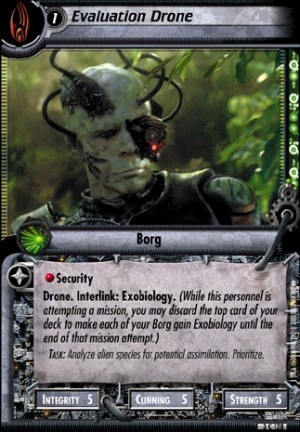 1 Evaluation Drone
Borg
Security
Drone. Interlink: Exobiology. (While this personnel is
attempting a mission, you may discard the top card of your
deck to make each of your Borg gain Exobiology until the
end of that mission attempt.)
TASK: Analyze alien species for potential assimilation. Prioritize.
INTEGRITY 5 CUNNING 5 STRENGTH 5